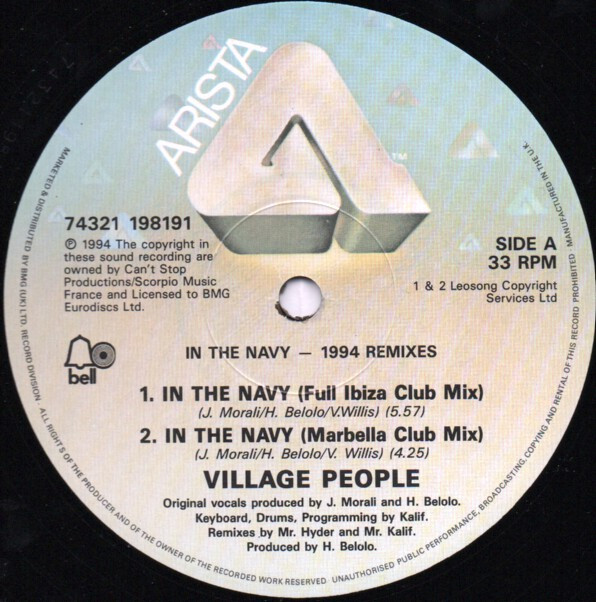 ARISTA
TM
74321 198191
℗ 1994 The copyright in
these sound recording are
owned by Can't Stop
Productions/Scorpio Music
France and Licensed to BMG
Eurodiscs Ltd.
SIDE A
33 RPM
1 & 2 Leosong Copyright
Services Ltd
bell
IN THE NAVY — 1994 REMIXES
1. IN THE NAVY (Full Ibiza Club Mix)
(J. Morali/H. Belolo/V.Willis) (5.57)
2. IN THE NAVY (Marbella Club Mix)
(J. Morali/H. Belolo/V. Willis) (4.25)
VILLAGE PEOPLE
Original vocals produced by J. Morali and H. Belolo.
Keyboard, Drums, Programming by Kalif.
Remixes by Mr. Hyder and Mr. Kalif.
Produced by H. Belolo.
MARKETED & DISTRIBUTED BY BMG (UK) LTD. RECORD DIVISION · ALL RIGHTS OF THE PRODUCER AND OF THE OWNER OF THE RECORDED WORK RESERVED. UNAUTHORISED PUBLIC PERFORMANCE, BROADCASTING, COPYING AND RENTAL OF THIS RECORD PROHIBITED · MANUFACTURED IN THE U.K.